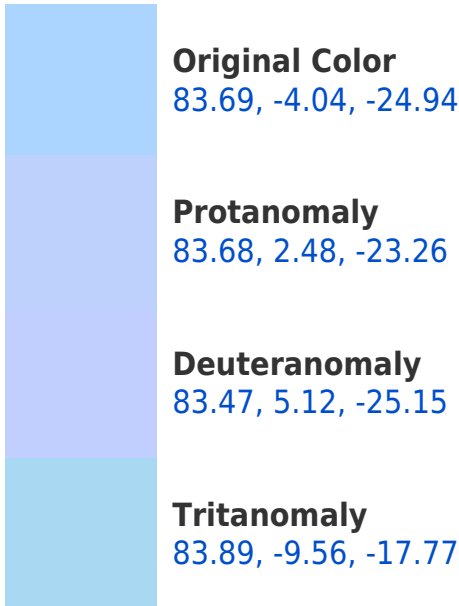 Original Color
83.69, -4.04, -24.94
Protanomaly
83.68, 2.48, -23.26
Deuteranomaly
83.47, 5.12, -25.15
Tritanomaly
83.89, -9.56, -17.77